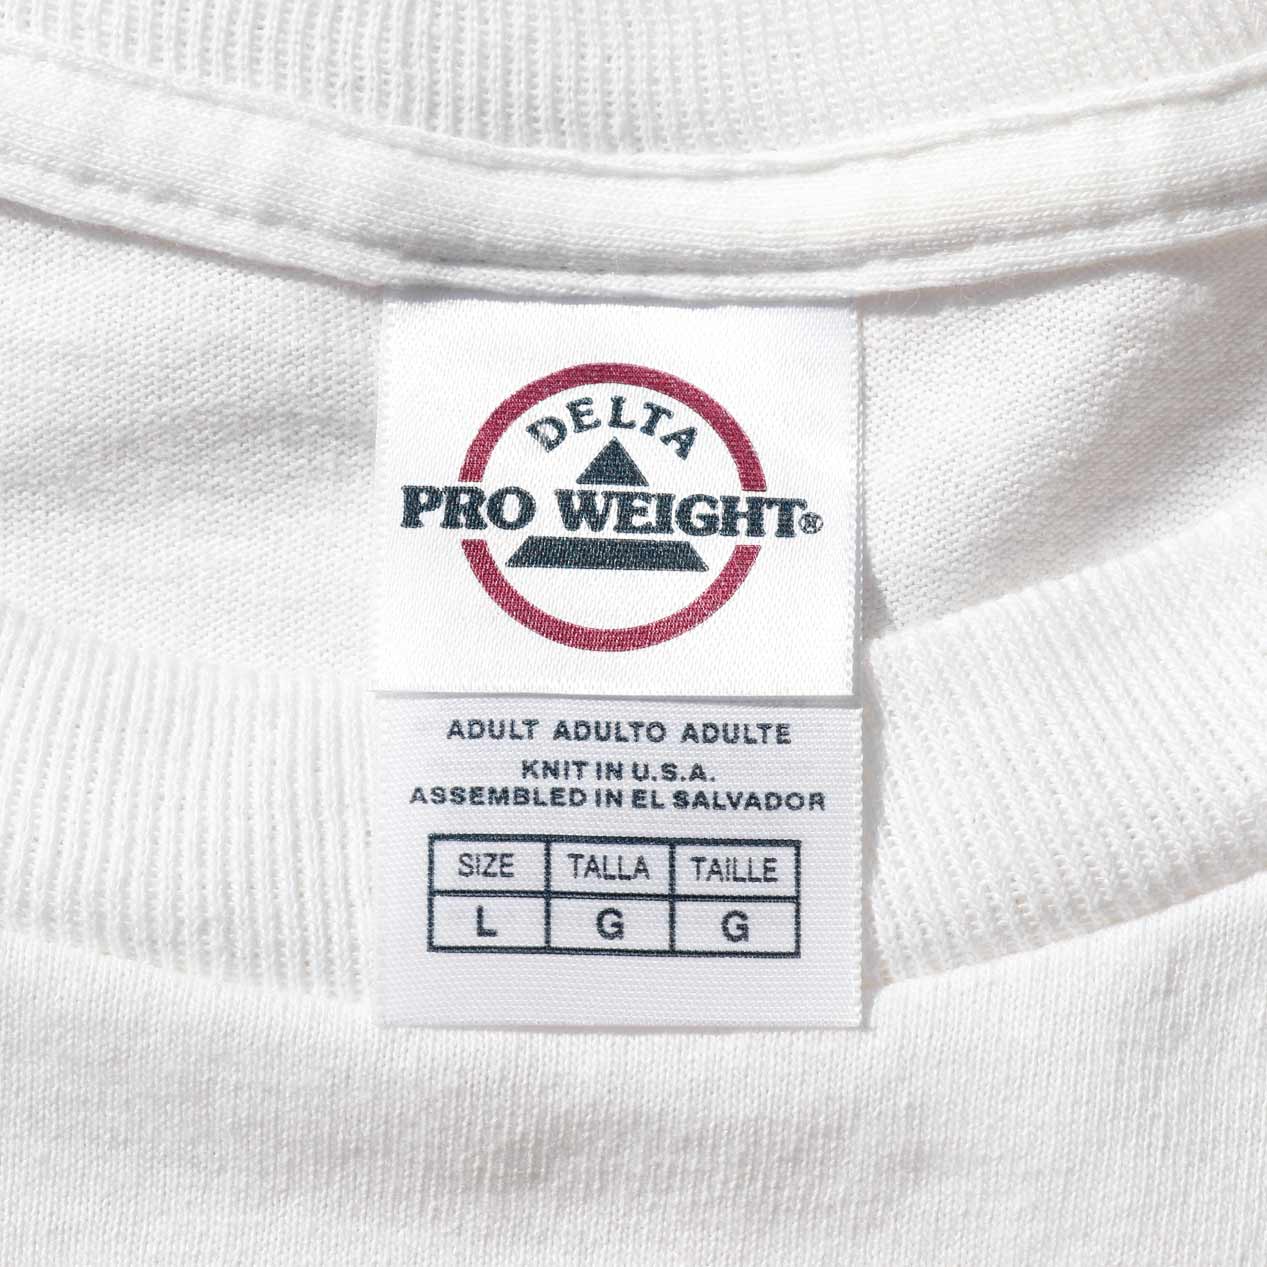 DELTA
PRO WEIGHT®
ADULT ADULTO ADULTE
KNIT IN U.S.A.
ASSEMBLED IN EL SALVADOR
SIZE TALLA TAILLE
L G G